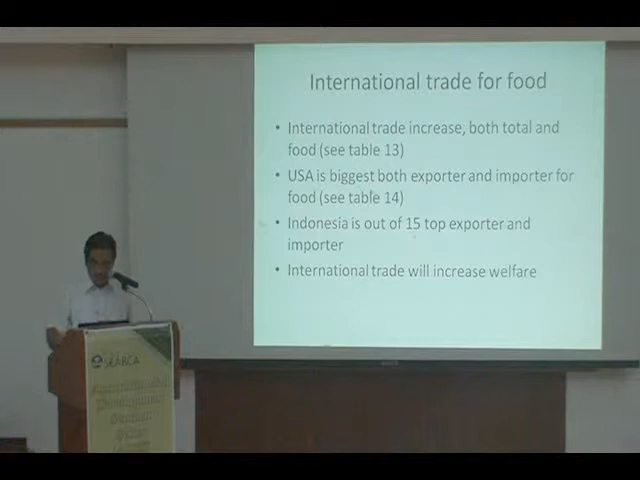 International trade for food
• International trade increase, both total and
food (see table 13)
• USA is biggest both exporter and importer for
food (see table 14)
• Indonesia is out of 15 top exporter and
importer
• International trade will increase welfare
SEARCA